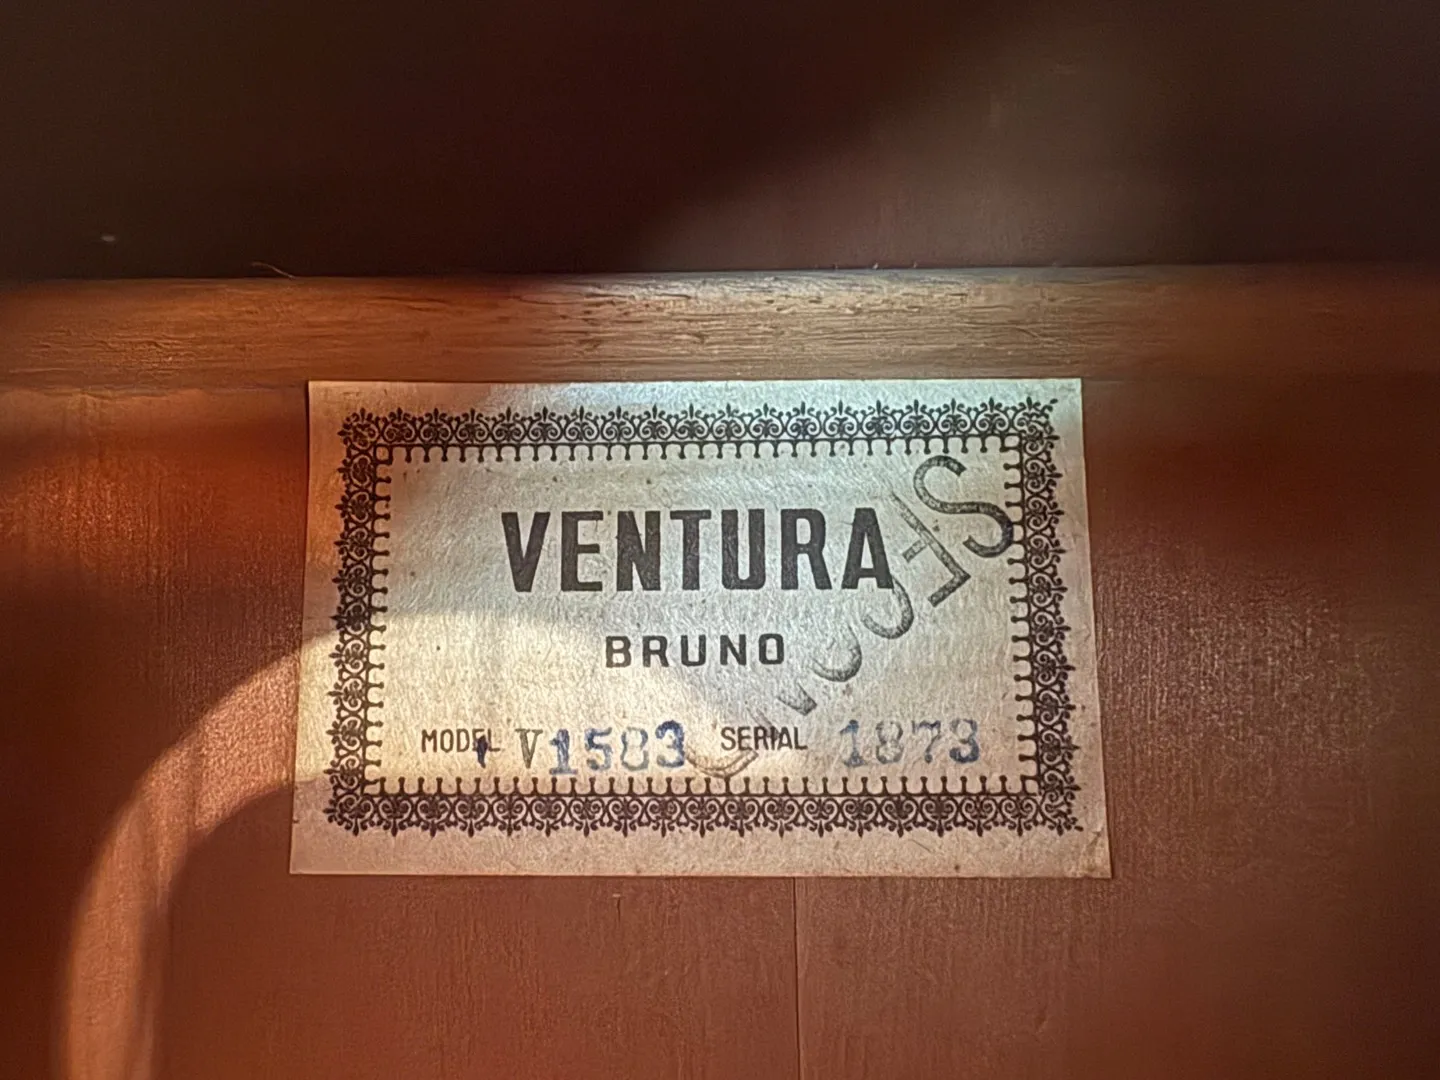 VENTURA
BRUNO
MODEL V1583 SERIAL 1873